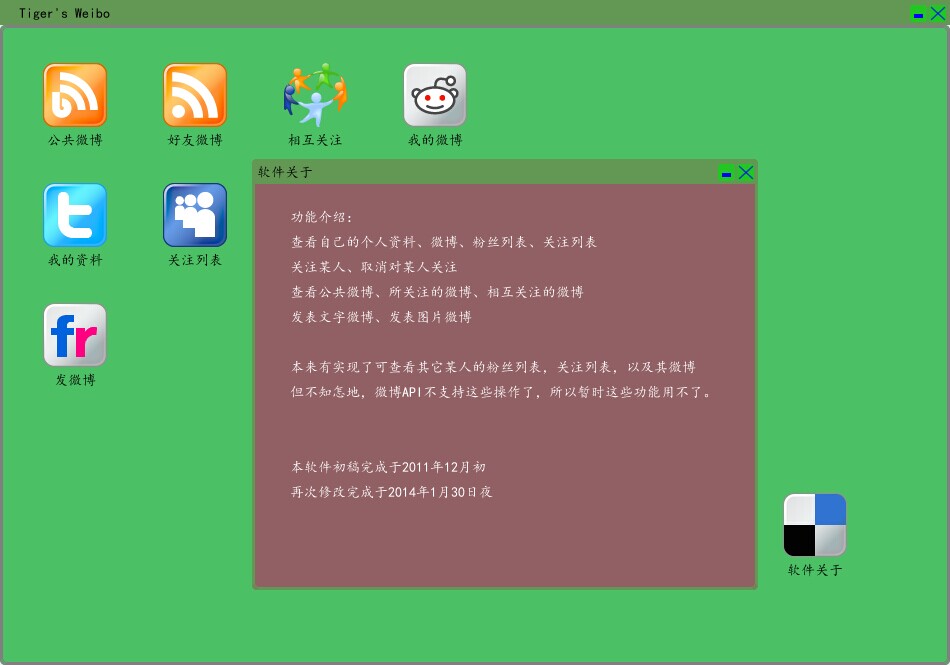 Tiger's Weibo
公共微博
好友微博
相互关注
我的微博
我的资料
关注列表
fr
发微博
软件关于
功能介绍:
查看自己的个人资料、微博、粉丝列表、关注列表
关注某人、取消对某人关注
查看公共微博、所关注的微博、相互关注的微博
发表文字微博、发表图片微博
本来有实现了可查看其它某人的粉丝列表, 关注列表, 以及其微博
但不知怎地, 微博API不支持这些操作了, 所以暂时这些功能用不了。
本软件初稿完成于2011年12月初
再次修改完成于2014年1月30日夜
软件关于